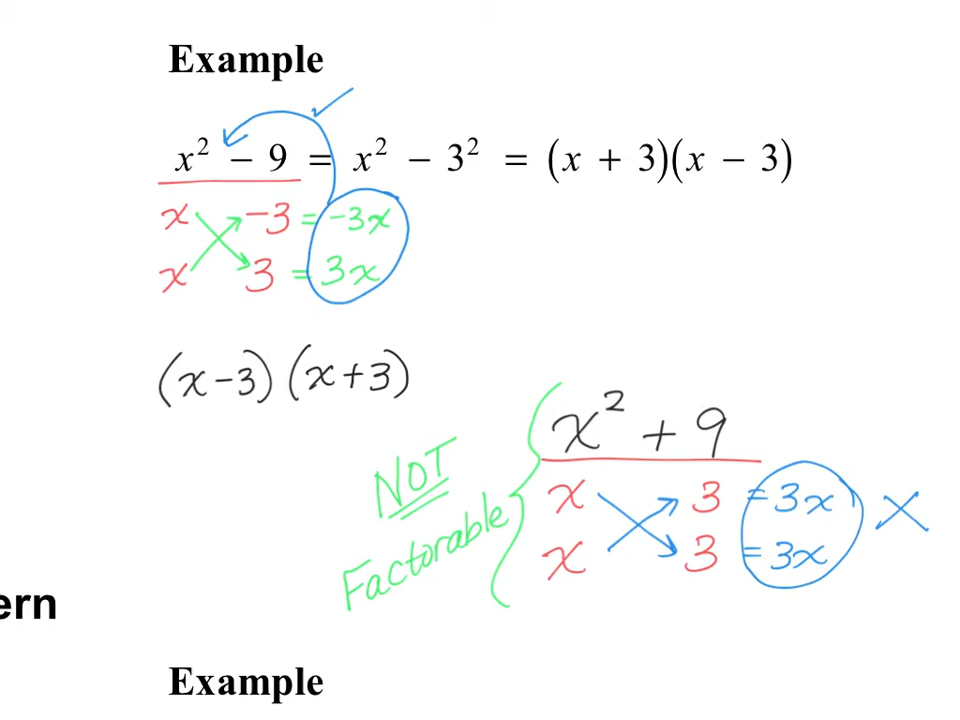 Example
x² − 9 = x² − 3² = (x + 3)(x − 3)
x -3 = -3x
x 3 = 3x
(x-3) (x+3)
x² + 9
x 3 = 3x
x 3 = 3x
NOT
Factorable
ern
Example